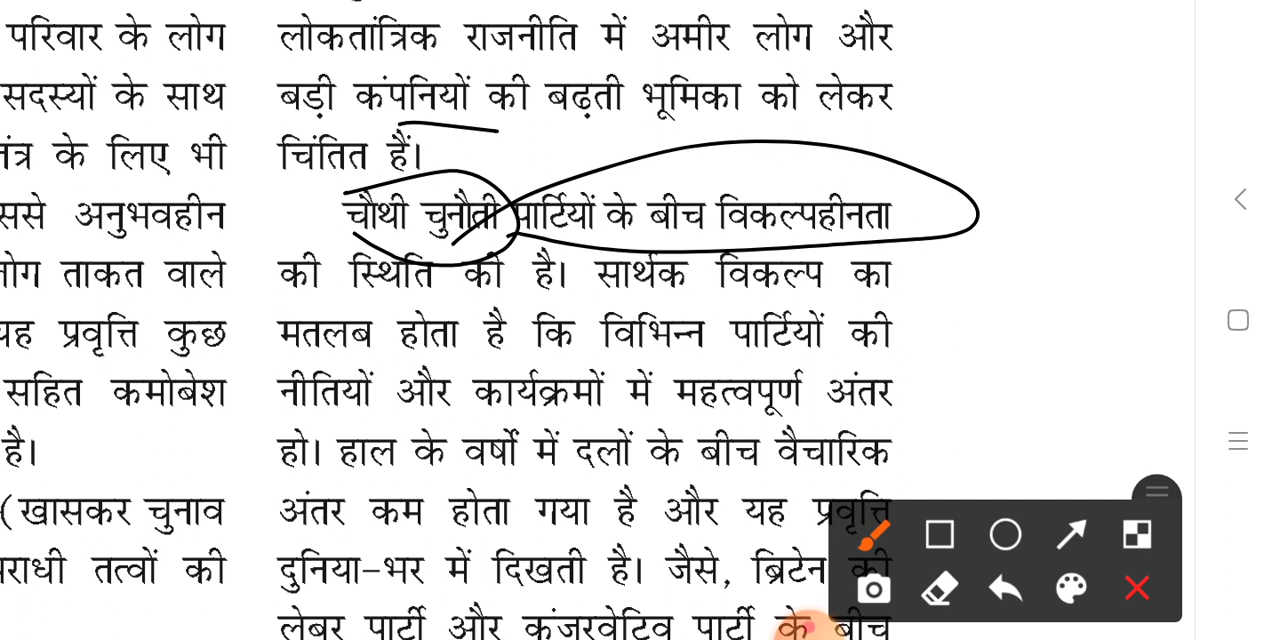 परिवार के लोग
सदस्यों के साथ
तंत्र के लिए भी
ससे अनुभवहीन
लोग ताकत वाले
यह प्रवृत्ति कुछ
सहित कमोबेश
है।
(खासकर चुनाव
पराधी तत्वों की
लोकतांत्रिक राजनीति में अमीर लोग और
बड़ी कंपनियों की बढ़ती भूमिका को लेकर
चिंतित हैं।
चौथी चुनौती पार्टियों के बीच विकल्पहीनता
की स्थिति की है। सार्थक विकल्प का
मतलब होता है कि विभिन्न पार्टियों की
नीतियों और कार्यक्रमों में महत्वपूर्ण अंतर
हो। हाल के वर्षों में दलों के बीच वैचारिक
अंतर कम होता गया है और यह प्रवृत्ति
दुनिया-भर में दिखती है। जैसे, ब्रिटेन की
लेबर पार्टी और कंजरवेटिव पार्टी के बीच